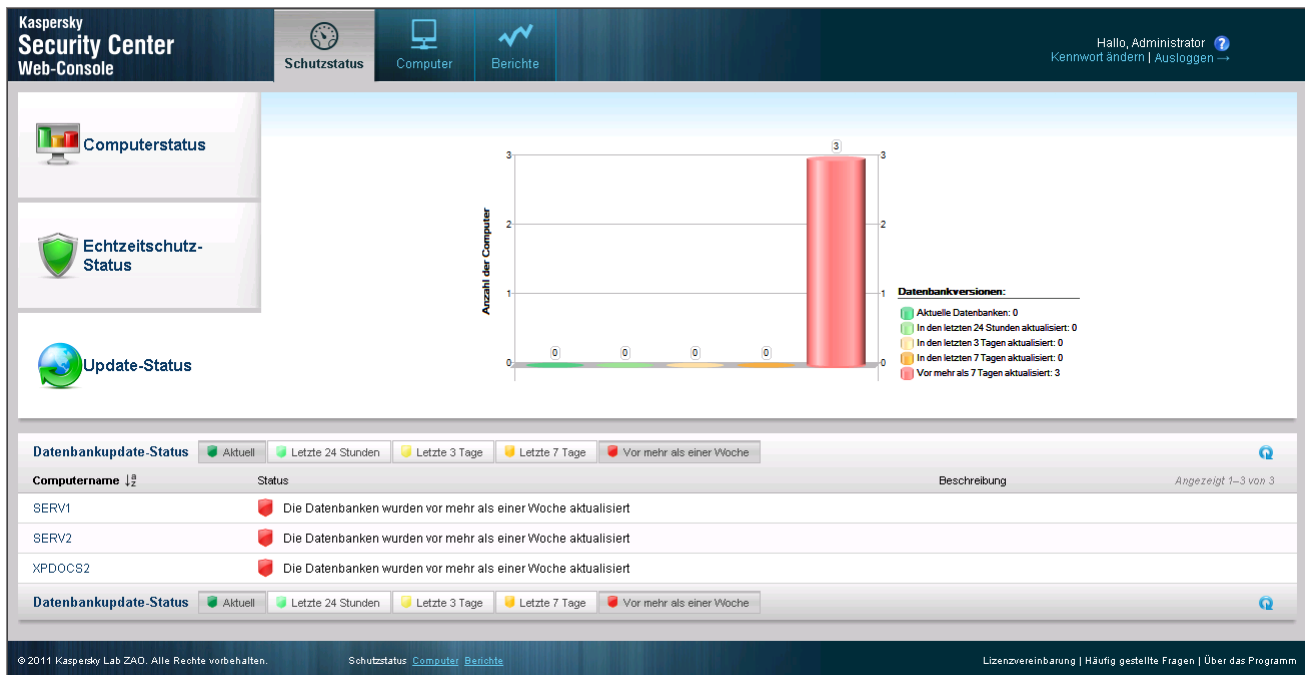 Kaspersky
Security Center
Web-Console
Schutzstatus
Computer
Berichte
Hallo, Administrator ?
Kennwort ändern | Ausloggen →
Computerstatus
Echtzeitschutz-
Status
Update-Status
Anzahl der Computer
3
2
1
0
0
0
0
0
3
3
2
1
0
Datenbankversionen:
Aktuelle Datenbanken: 0
In den letzten 24 Stunden aktualisiert: 0
In den letzten 3 Tagen aktualisiert: 0
In den letzten 7 Tagen aktualisiert: 0
Vor mehr als 7 Tagen aktualisiert: 3
Datenbankupdate-Status Aktuell Letzte 24 Stunden Letzte 3 Tage Letzte 7 Tage Vor mehr als einer Woche
Computername ↓a/z Status Beschreibung Angezeigt 1–3 von 3
SERV1 Die Datenbanken wurden vor mehr als einer Woche aktualisiert
SERV2 Die Datenbanken wurden vor mehr als einer Woche aktualisiert
XPDOCS2 Die Datenbanken wurden vor mehr als einer Woche aktualisiert
Datenbankupdate-Status Aktuell Letzte 24 Stunden Letzte 3 Tage Letzte 7 Tage Vor mehr als einer Woche
© 2011 Kaspersky Lab ZAO. Alle Rechte vorbehalten. Schutzstatus Computer Berichte Lizenzvereinbarung | Häufig gestellte Fragen | Über das Programm